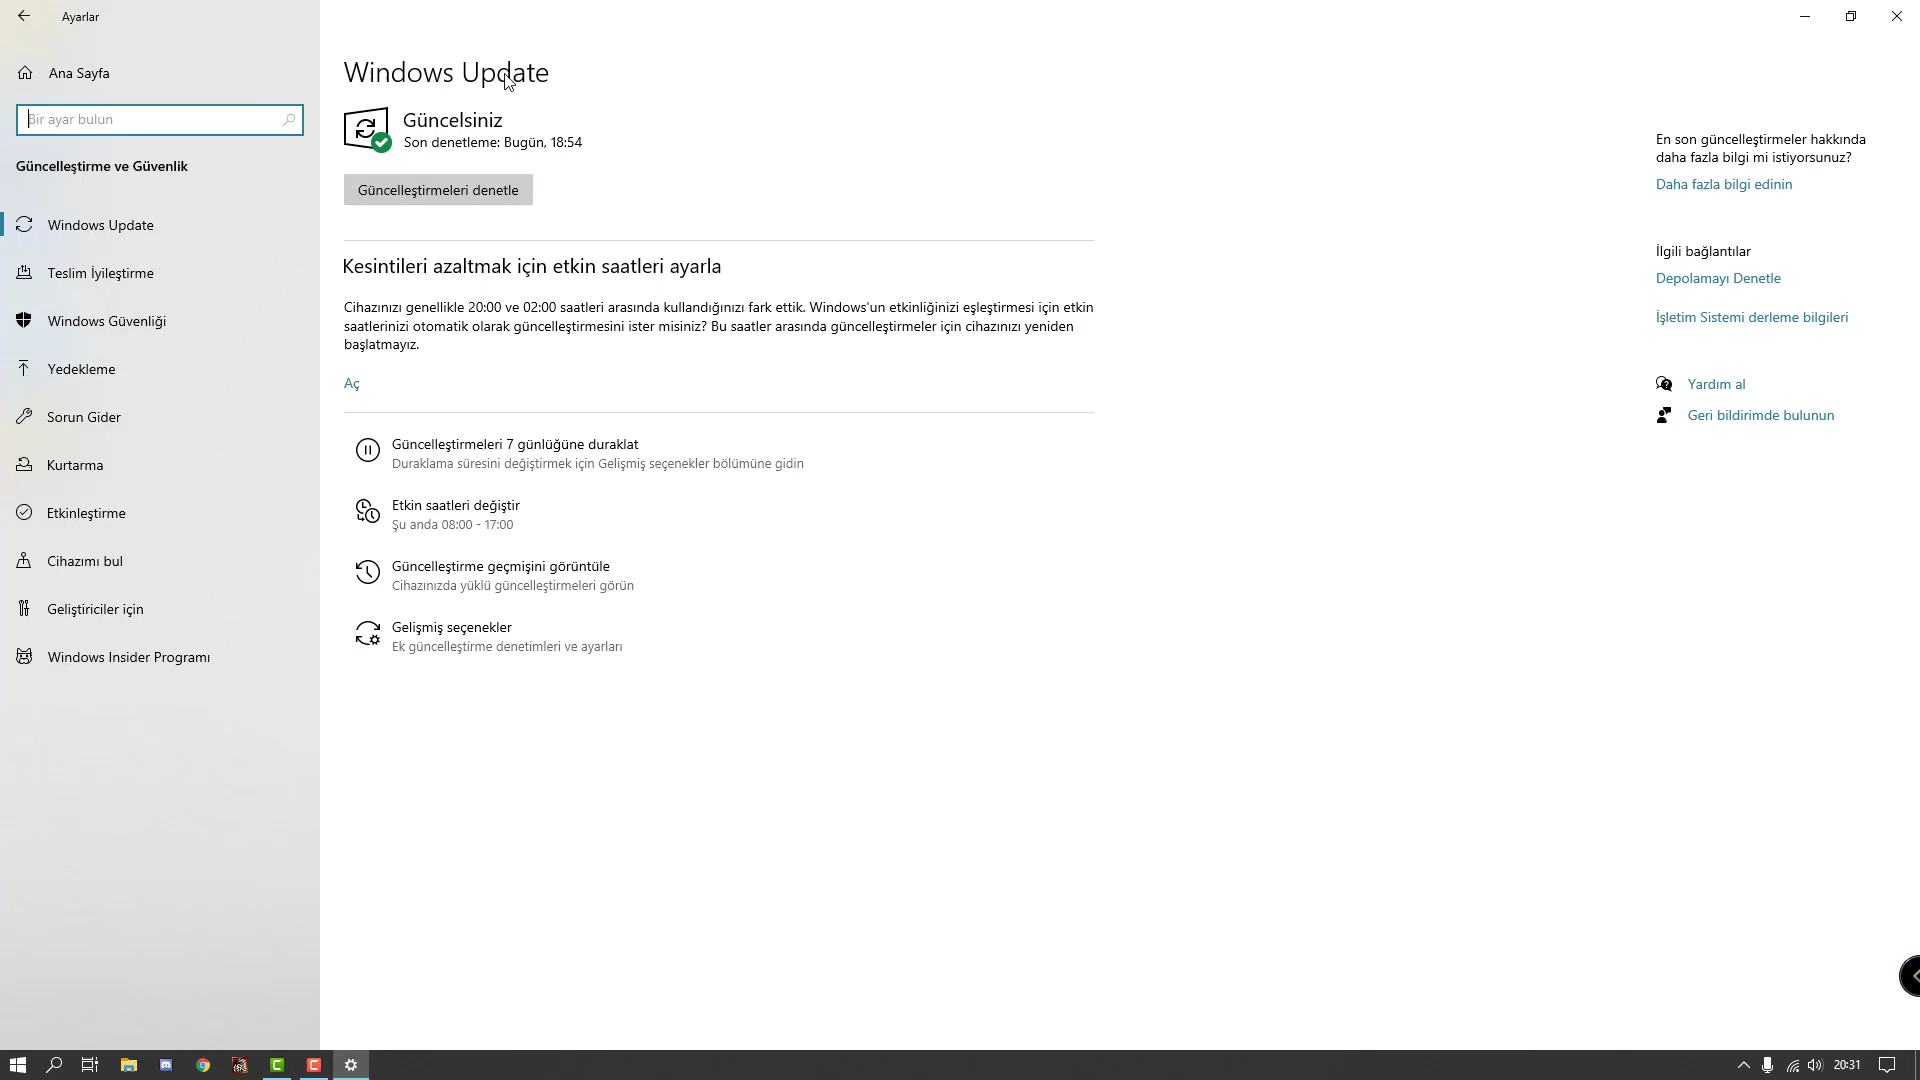 Ayarlar
Ana Sayfa
Bir ayar bulun
Güncelleştirme ve Güvenlik
Windows Update
Teslim İyileştirme
Windows Güvenliği
Yedekleme
Sorun Gider
Kurtarma
Etkinleştirme
Cihazımı bul
Geliştiriciler için
Windows Insider Programı
Windows Update
Güncelsiniz
Son denetleme: Bugün, 18:54
Güncelleştirmeleri denetle
Kesintileri azaltmak için etkin saatleri ayarla
Cihazınızı genellikle 20:00 ve 02:00 saatleri arasında kullandığınızı fark ettik. Windows'un etkinliğinizi eşleştirmesi için etkin
saatlerinizi otomatik olarak güncelleştirmesini ister misiniz? Bu saatler arasında güncelleştirmeler için cihazınızı yeniden
başlatmayız.
Aç
Güncelleştirmeleri 7 günlüğüne duraklat
Duraklama süresini değiştirmek için Gelişmiş seçenekler bölümüne gidin
Etkin saatleri değiştir
Şu anda 08:00 - 17:00
Güncelleştirme geçmişini görüntüle
Cihazınızda yüklü güncelleştirmeleri görün
Gelişmiş seçenekler
Ek güncelleştirme denetimleri ve ayarları
En son güncelleştirmeler hakkında
daha fazla bilgi mi istiyorsunuz?
Daha fazla bilgi edinin
İlgili bağlantılar
Depolamayı Denetle
İşletim Sistemi derleme bilgileri
Yardım al
Geri bildirimde bulunun
20:31